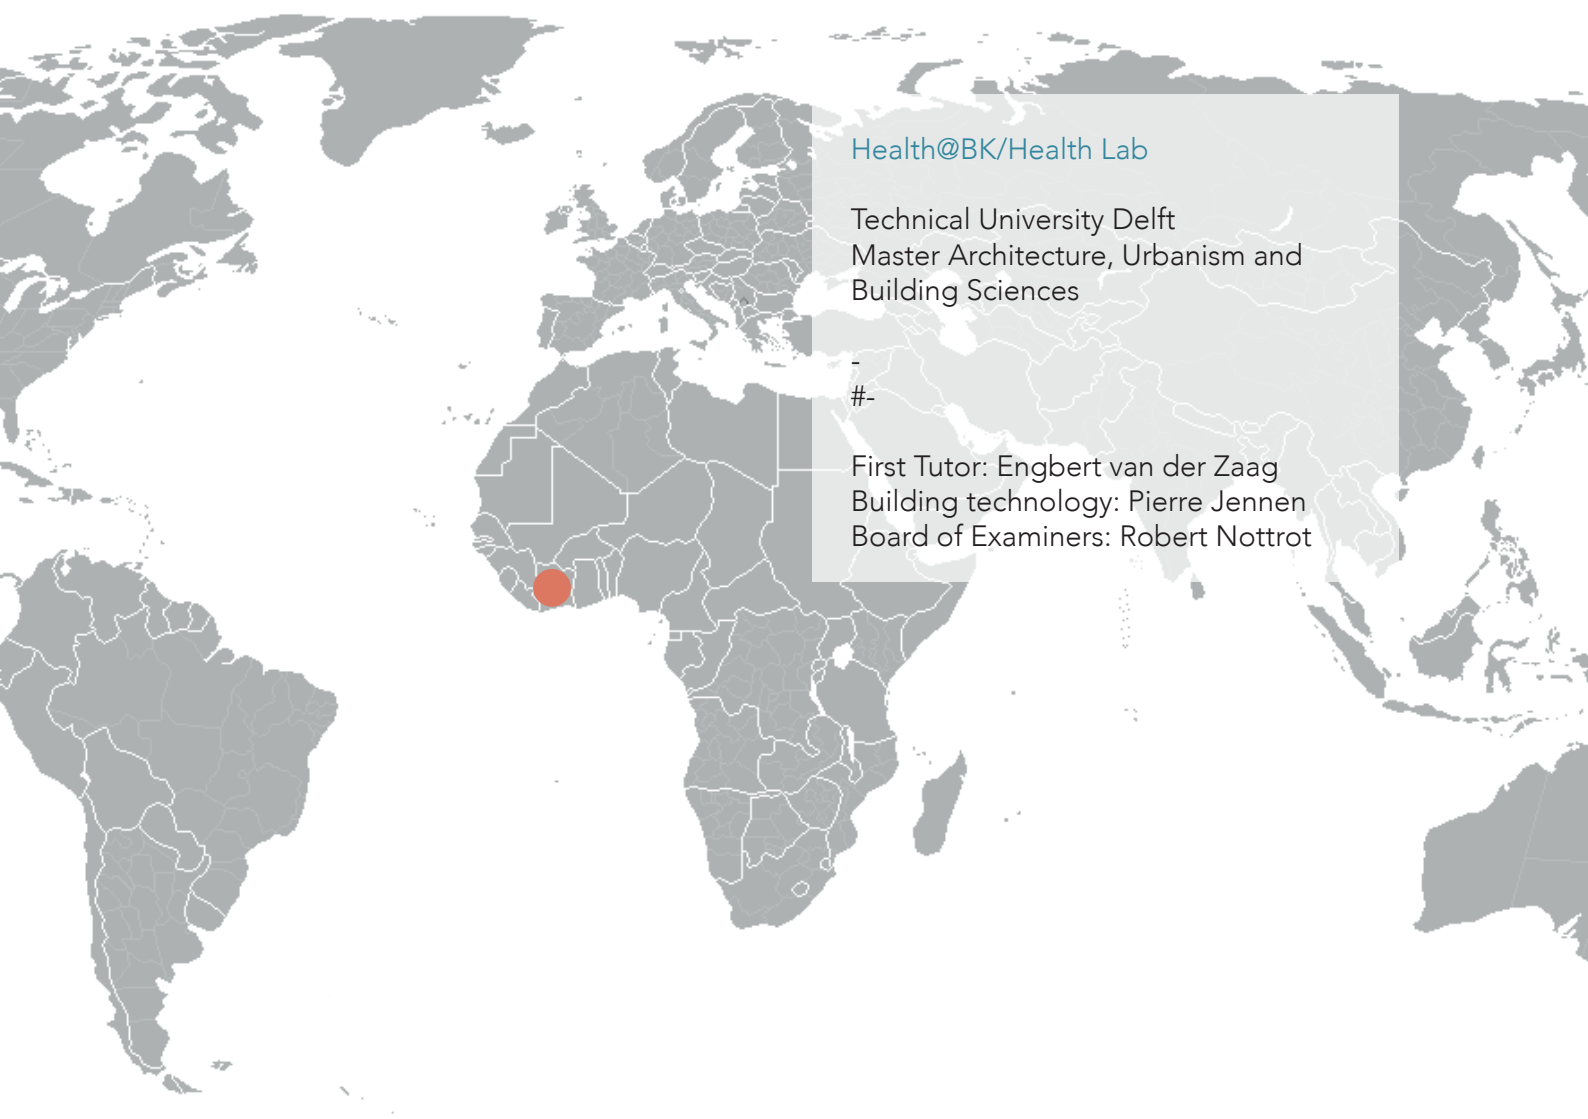 Health@BK/Health Lab
Technical University Delft
Master Architecture, Urbanism and
Building Sciences
-
#-
First Tutor: Engbert van der Zaag
Building technology: Pierre Jennen
Board of Examiners: Robert Nottrot